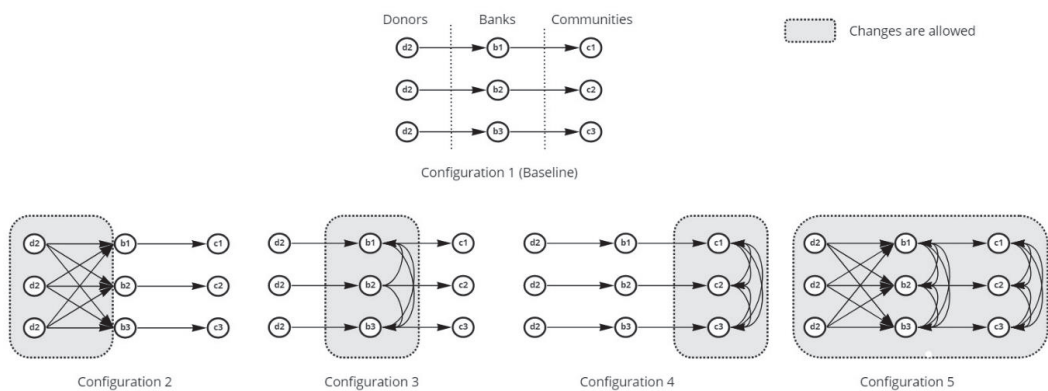 Donors Banks Communities
Changes are allowed
d2 b1 c1
d2 b2 c2
d2 b3 c3
Configuration 1 (Baseline)
d2 b1 c1 d2 b1 c1 d2 b1 c1 d2 b1 c1
d2 b2 c2 d2 b2 c2 d2 b2 c2 d2 b2 c2
d2 b3 c3 d2 b3 c3 d2 b3 c3 d2 b3 c3
Configuration 2 Configuration 3 Configuration 4 Configuration 5